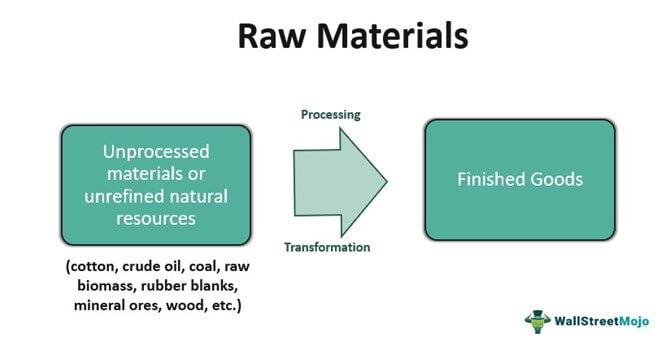 Raw Materials
Processing
Unprocessed
materials or
unrefined natural
resources
Finished Goods
Transformation
(cotton, crude oil, coal, raw
biomass, rubber blanks,
mineral ores, wood, etc.)
WallStreetMojo